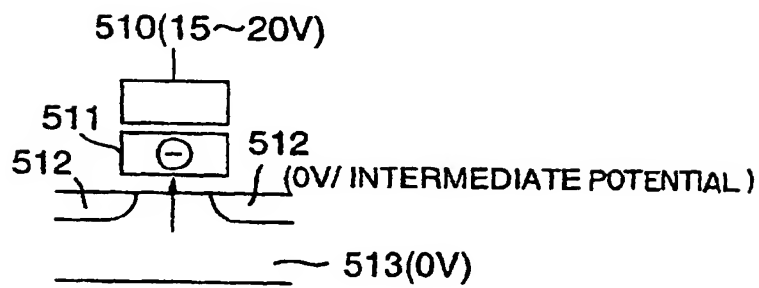 510(15~20V)
511
⊖
512
512
(0V/ INTERMEDIATE POTENTIAL)
513(0V)